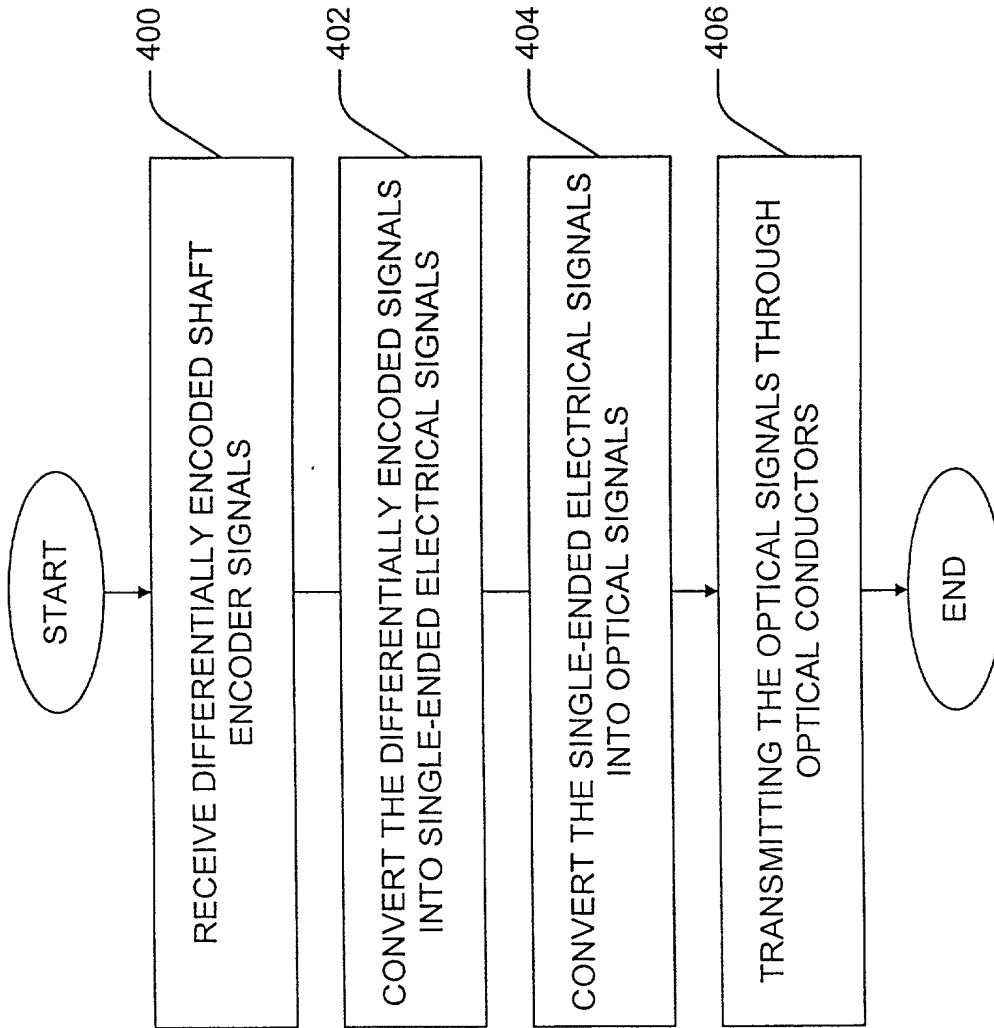 START
400
RECEIVE DIFFERENTIALLY ENCODED SHAFT
ENCODER SIGNALS
402
CONVERT THE DIFFERENTIALLY ENCODED SIGNALS
INTO SINGLE-ENDED ELECTRICAL SIGNALS
404
CONVERT THE SINGLE-ENDED ELECTRICAL SIGNALS
INTO OPTICAL SIGNALS
406
TRANSMITTING THE OPTICAL SIGNALS THROUGH
OPTICAL CONDUCTORS
END